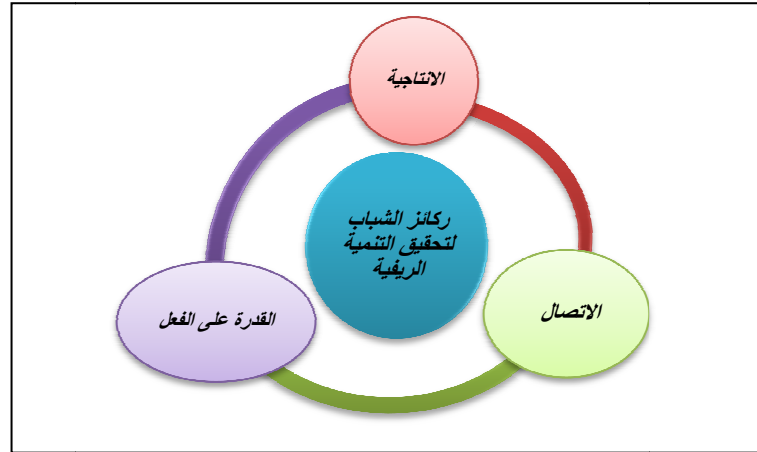 الانتاجية
ركائز الشباب
لتحقيق التنمية
الريفية
الاتصال
القدرة على الفعل